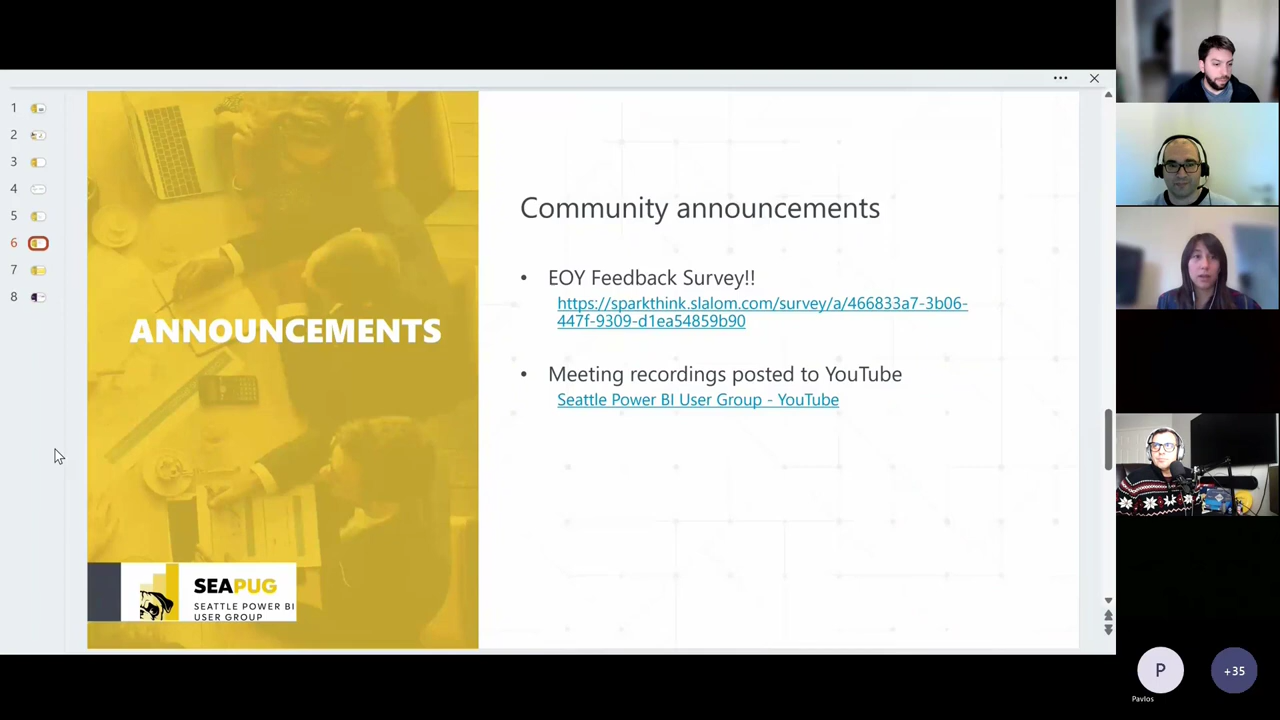 1
2
3
4
5
6
7
8
ANNOUNCEMENTS
SEAPUG
SEATTLE POWER BI
USER GROUP
Community announcements
• EOY Feedback Survey!!
https://sparkthink.slalom.com/survey/a/466833a7-3b06-
447f-9309-d1ea54859b90
• Meeting recordings posted to YouTube
Seattle Power BI User Group - YouTube
P
Pavlos
+35